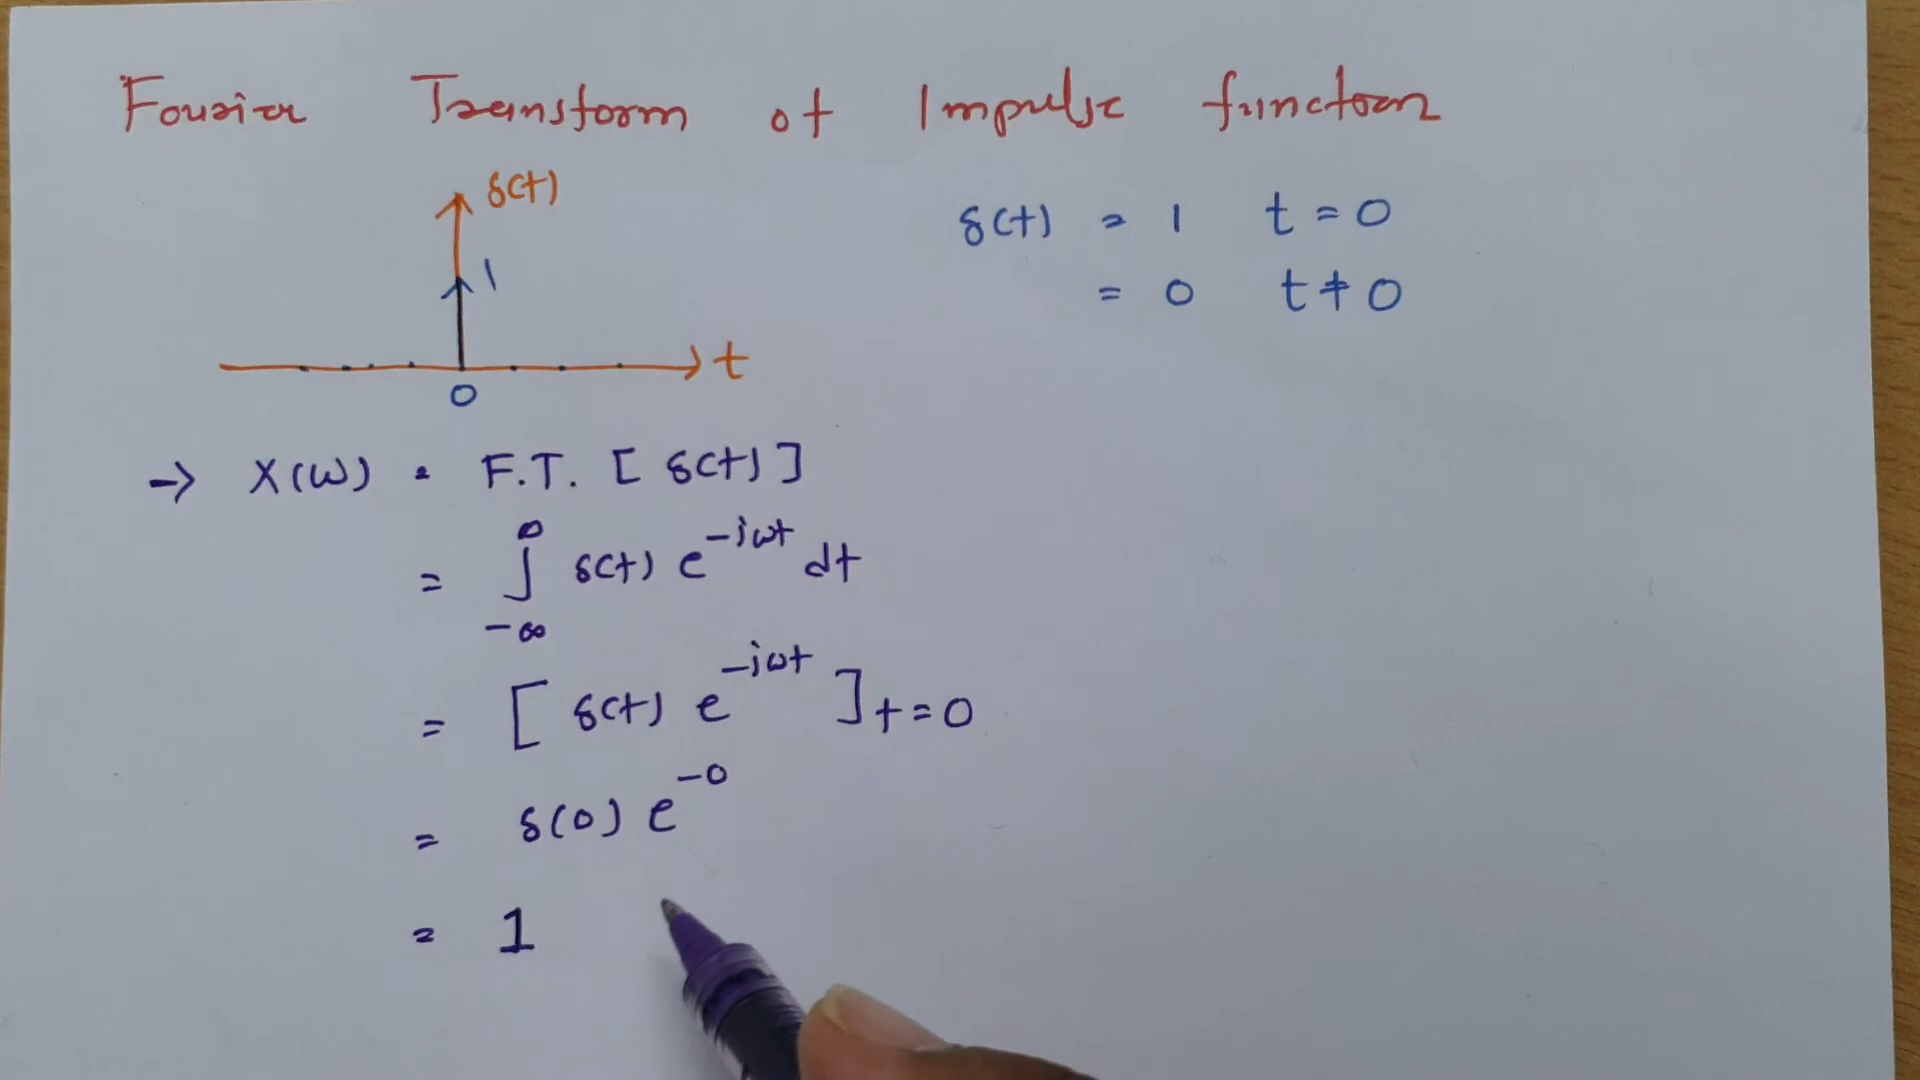 Fourier Transform of Impulse function
δ(t)
δ(t) = 1 t = 0
1
= 0 t ≠ 0
t
0
→ X(ω) = F.T. [ δ(t) ]
= ∫_{-∞}^{∞} δ(t) e^{-jωt} dt
= [ δ(t) e^{-jωt} ]_{t=0}
= δ(0) e^{-0}
= 1